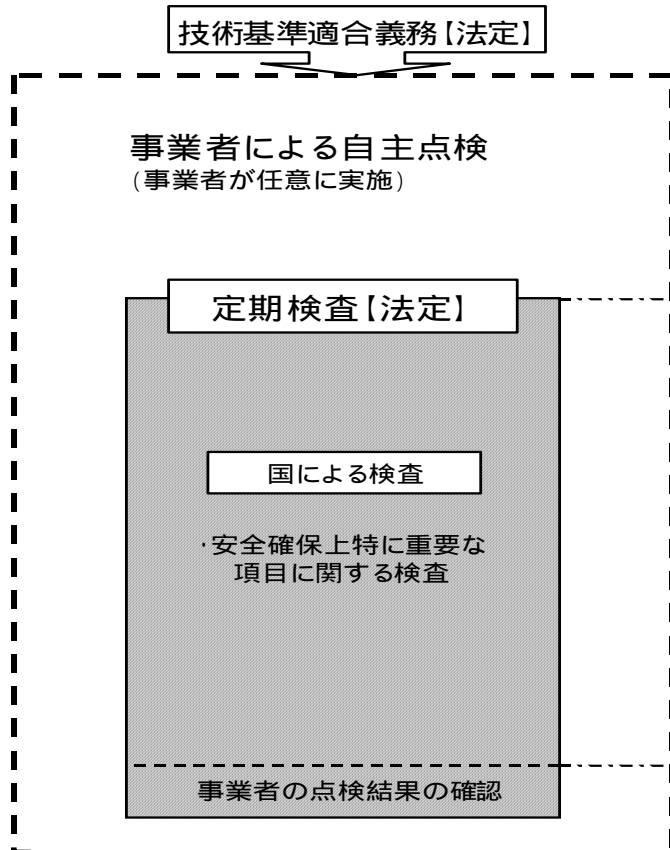 技術基準適合義務【法定】
事業者による自主点検
(事業者が任意に実施)
定期検査【法定】
国による検査
・安全確保上特に重要な
項目に関する検査
事業者の点検結果の確認